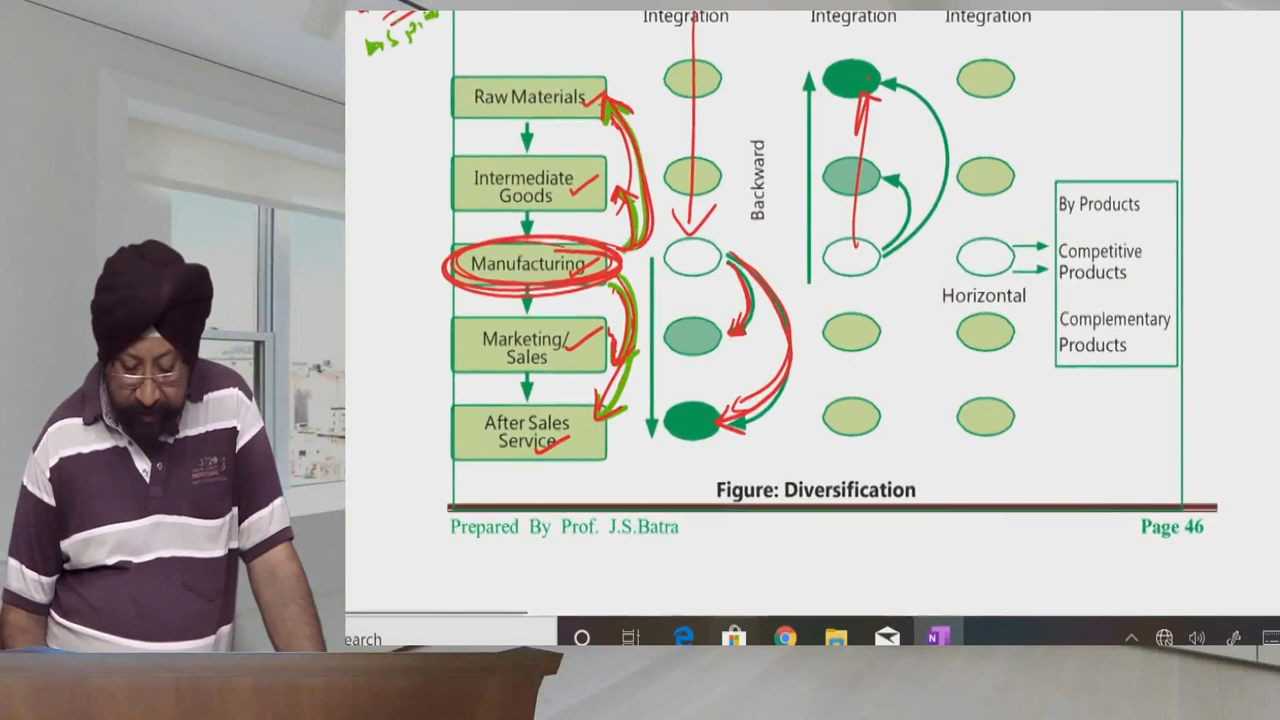 Integration Integration Integration
Raw Materials
Intermediate
Goods
Manufacturing
Marketing/
Sales
After Sales
Service
Backward
Horizontal
By Products
Competitive
Products
Complementary
Products
Figure: Diversification
Prepared By Prof. J.S.Batra
Page 46
earch